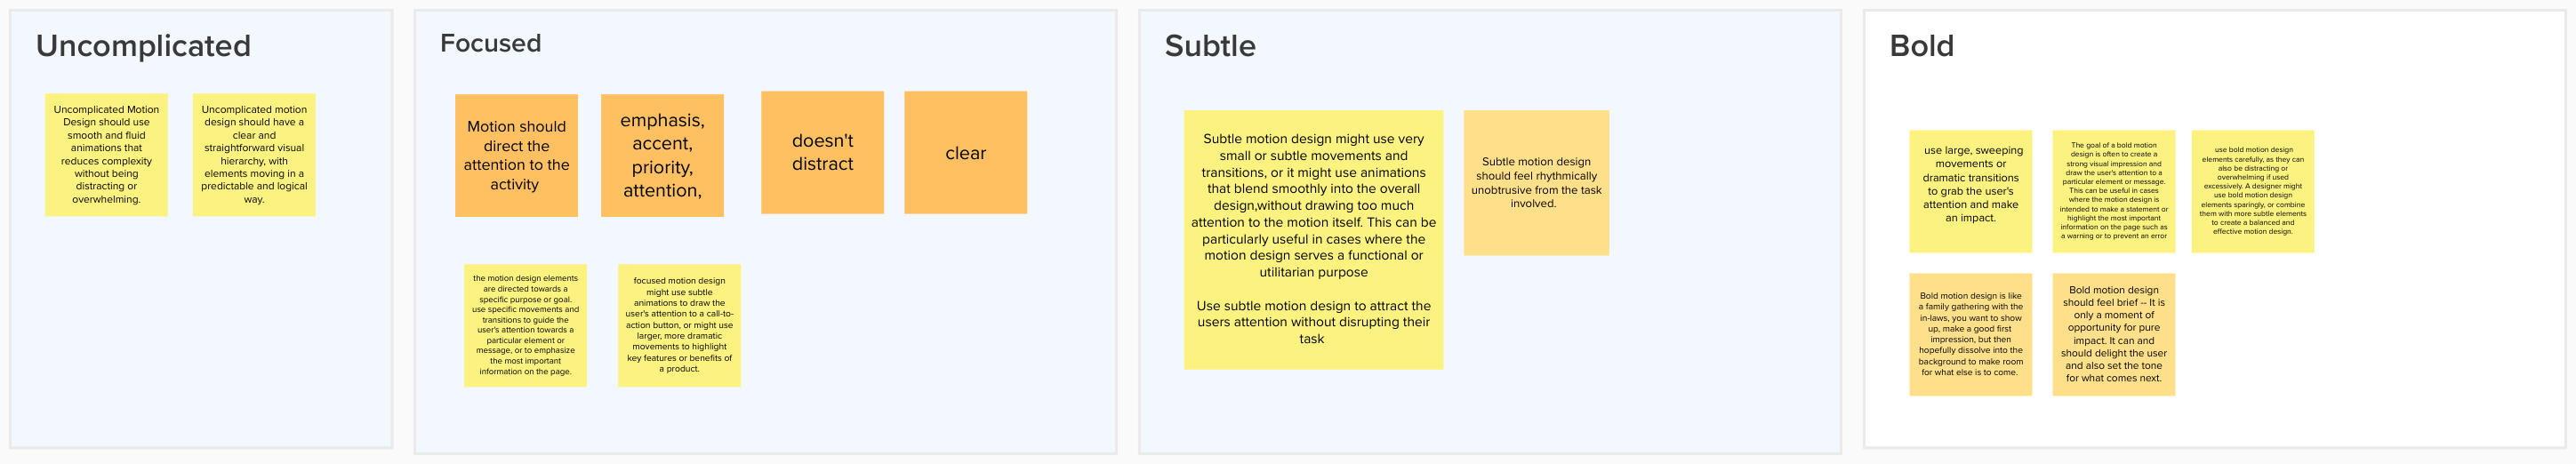 Uncomplicated
Uncomplicated Motion
Design should use
smooth and fluid
animations that
reduces complexity
without being
distracting or
overwhelming.
Uncomplicated motion
design should have a
clear and
straightforward visual
hierarchy, with
elements moving in a
predictable and logical
way.
Focused
Motion should
direct the
attention to the
activity
emphasis,
accent,
priority,
attention,
doesn't
distract
clear
the motion design elements
are directed towards a
specific purpose or goal.
use specific movements and
transitions to guide the
user's attention towards a
particular element or
message, or to emphasize
the most important
information on the page.
focused motion design
might use subtle
animations to draw the
user's attention to a call-to-
action button, or might use
larger, more dramatic
movements to highlight
key features or benefits of
a product.
Subtle
Subtle motion design might use very
small or subtle movements and
transitions, or it might use animations
that blend smoothly into the overall
design,without drawing too much
attention to the motion itself. This can be
particularly useful in cases where the
motion design serves a functional or
utilitarian purpose
Use subtle motion design to attract the
users attention without disrupting their
task
Subtle motion design
should feel rhythmically
unobtrusive from the task
involved.
Bold
use large, sweeping
movements or
dramatic transitions
to grab the user's
attention and make
an impact.
The goal of a bold motion
design is often to create a
strong visual impression and
draw the user's attention to a
particular element or message.
This can be useful in cases
where the motion design is
intended to make a statement or
highlight the most important
information on the page such as
a warning or to prevent an error
use bold motion design
elements carefully, as they can
also be distracting or
overwhelming if used
excessively. A designer might
use bold motion design
elements sparingly, or combine
them with more subtle elements
to create a balanced and
effective motion design.
Bold motion design is like
a family gathering with the
in-laws, you want to show
up, make a good first
impression, but then
hopefully dissolve into the
background to make room
for what else is to come.
Bold motion design
should feel brief -- It is
only a moment of
opportunity for pure
impact. It can and
should delight the user
and also set the tone
for what comes next.